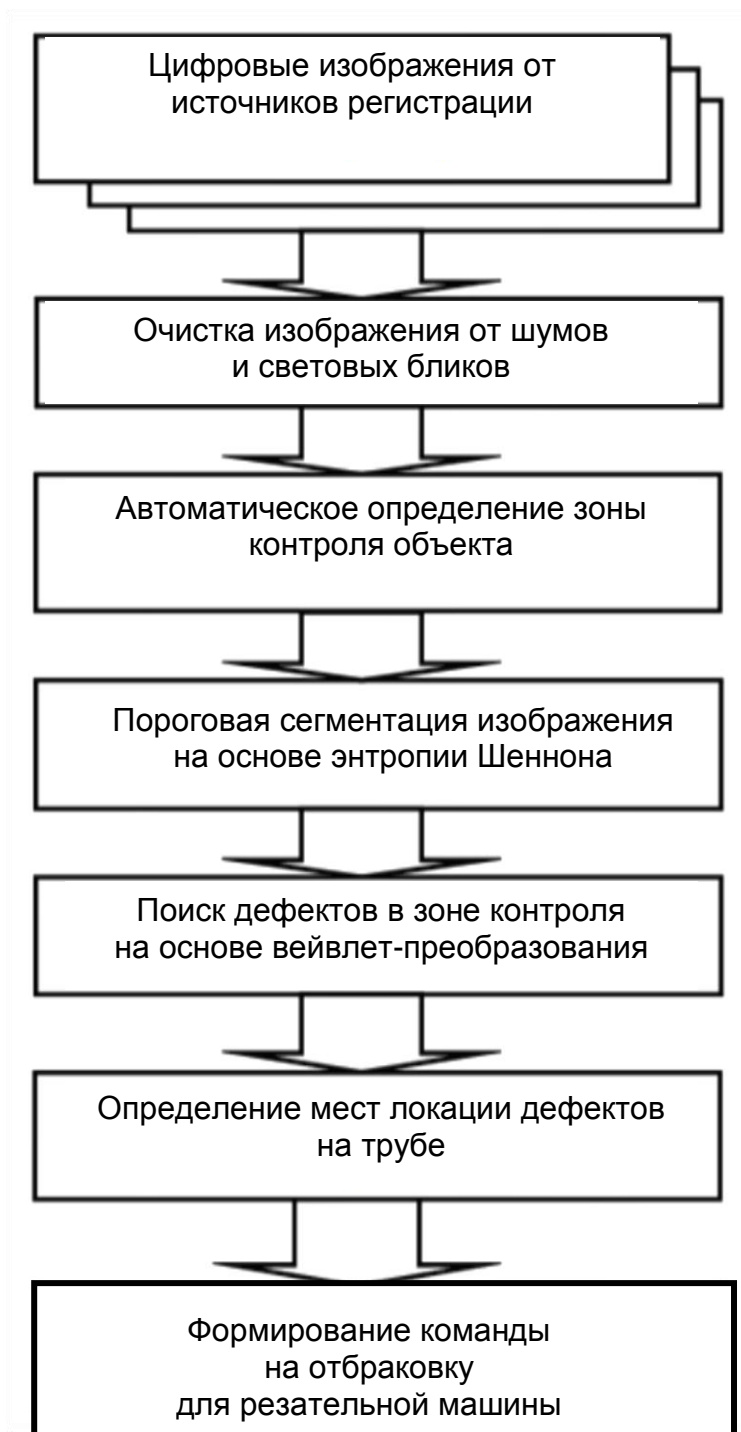 Цифровые изображения от
источников регистрации
Очистка изображения от шумов
и световых бликов
Автоматическое определение зоны
контроля объекта
Пороговая сегментация изображения
на основе энтропии Шеннона
Поиск дефектов в зоне контроля
на основе вейвлет-преобразования
Определение мест локации дефектов
на трубе
Формирование команды
на отбраковку
для резательной машины